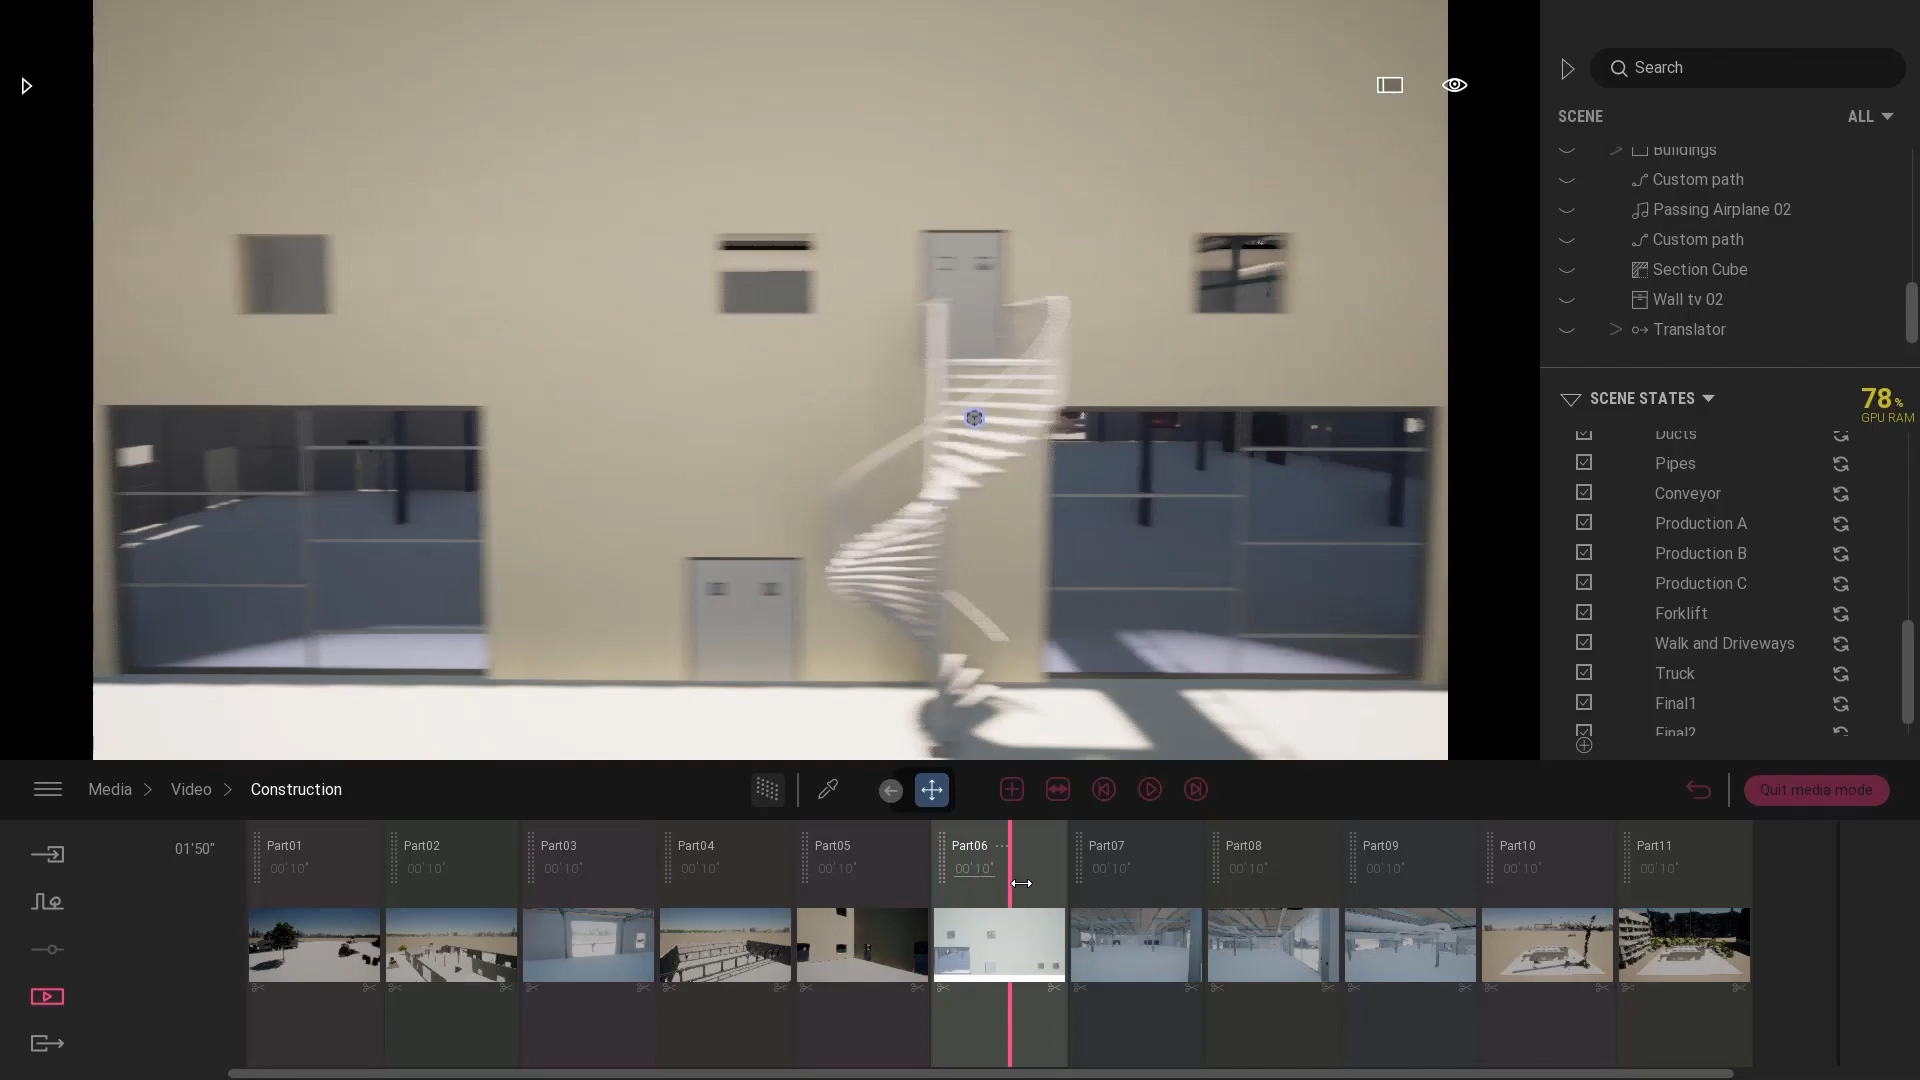 Search
SCENE
ALL
Buildings
Custom path
Passing Airplane 02
Custom path
Section Cube
Wall tv 02
Translator
SCENE STATES
78%
GPU RAM
Ducts
Pipes
Conveyor
Production A
Production B
Production C
Forklift
Walk and Driveways
Truck
Final1
Final2
Media
Video
Construction
Quit media mode
01'50"
Part01
00'10"
Part02
00'10"
Part03
00'10"
Part04
00'10"
Part05
00'10"
Part06 ...
00'10"
Part07
00'10"
Part08
00'10"
Part09
00'10"
Part10
00'10"
Part11
00'10"